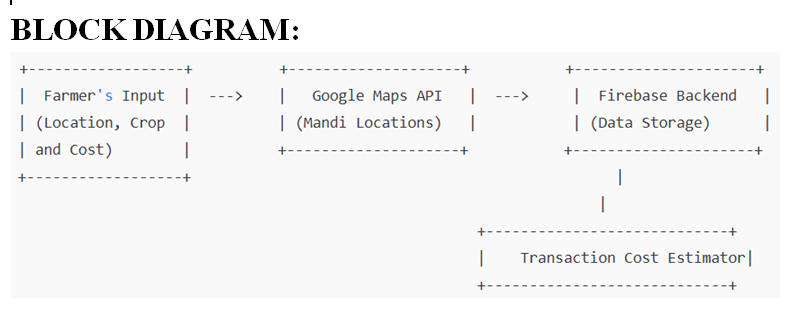 BLOCK DIAGRAM:
+------------------+ +--------------------+ +---------------------+
| Farmer's Input | ---> | Google Maps API | ---> | Firebase Backend |
| (Location, Crop | | (Mandi Locations) | | (Data Storage) |
| and Cost) | +--------------------+ +---------------------+
+------------------+ |
|
+----------------------------+
| Transaction Cost Estimator|
+----------------------------+